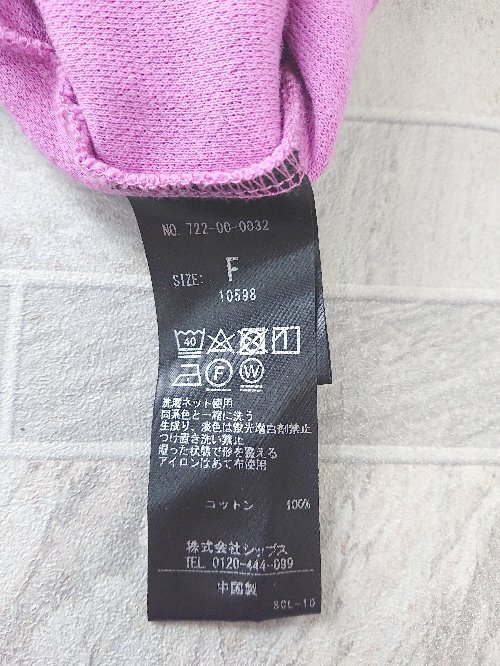 NO. 722-00-0032
SIZE: F
10598
40
F W
洗濯ネット使用
同系色と一緒に洗う
生成り、淡色は蛍光増白剤禁止
つけ置き洗い禁止
湿った状態で形を整える
アイロンはあて布使用
コットン 100%
株式会社シップス
TEL. 0120-444-099
中国製
SCL-10